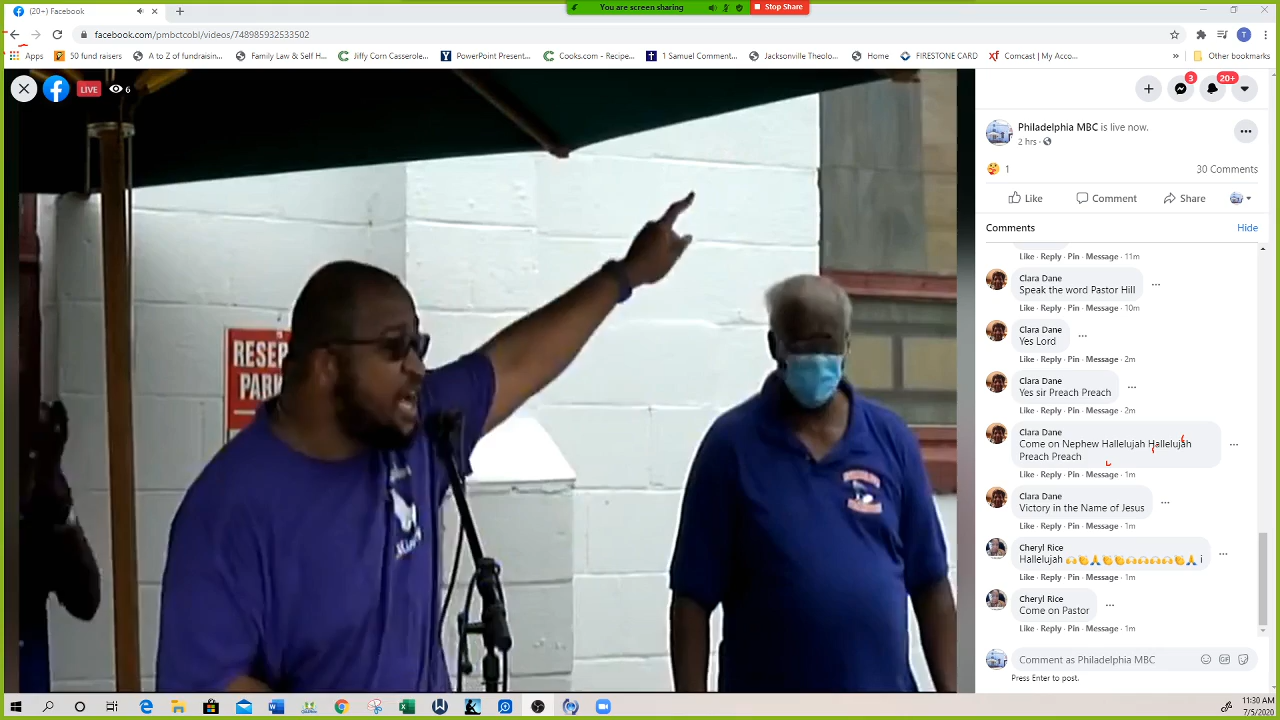 You are screen sharing
Stop Share
(20+) Facebook
facebook.com/pmbctcobl/videos/748985932533502
T
Apps
50 fund raisers
A to Z of fundraisin...
Family Law & Self H...
Jiffy Corn Casserole...
PowerPoint Present...
Cooks.com - Recipe...
1 Samuel Commenta...
Jacksonville Theolo...
Home
FIRESTONE CARD
Comcast | My Acco...
»
Other bookmarks
LIVE
6
3
20+
Philadelphia MBC is live now.
2 hrs ·
1
30 Comments
Like
Comment
Share
Comments
Hide
Like · Reply · Pin · Message · 11m
Clara Dane
Speak the word Pastor Hill
Like · Reply · Pin · Message · 10m
Clara Dane
Yes Lord
Like · Reply · Pin · Message · 2m
Clara Dane
Yes sir Preach Preach
Like · Reply · Pin · Message · 2m
Clara Dane
Come on Nephew Hallelujah Hallelujah
Preach Preach
Like · Reply · Pin · Message · 1m
Clara Dane
Victory in the Name of Jesus
Like · Reply · Pin · Message · 1m
Cheryl Rice
Hallelujah 🙌👏🙏👏👏🙌🙌🙌🙌👏🙏 i
Like · Reply · Pin · Message · 1m
Cheryl Rice
Come on Pastor
Like · Reply · Pin · Message · 1m
Comment as Philadelphia MBC
GIF
Press Enter to post.
RESE
PARK
11:30 AM
7/5/2020